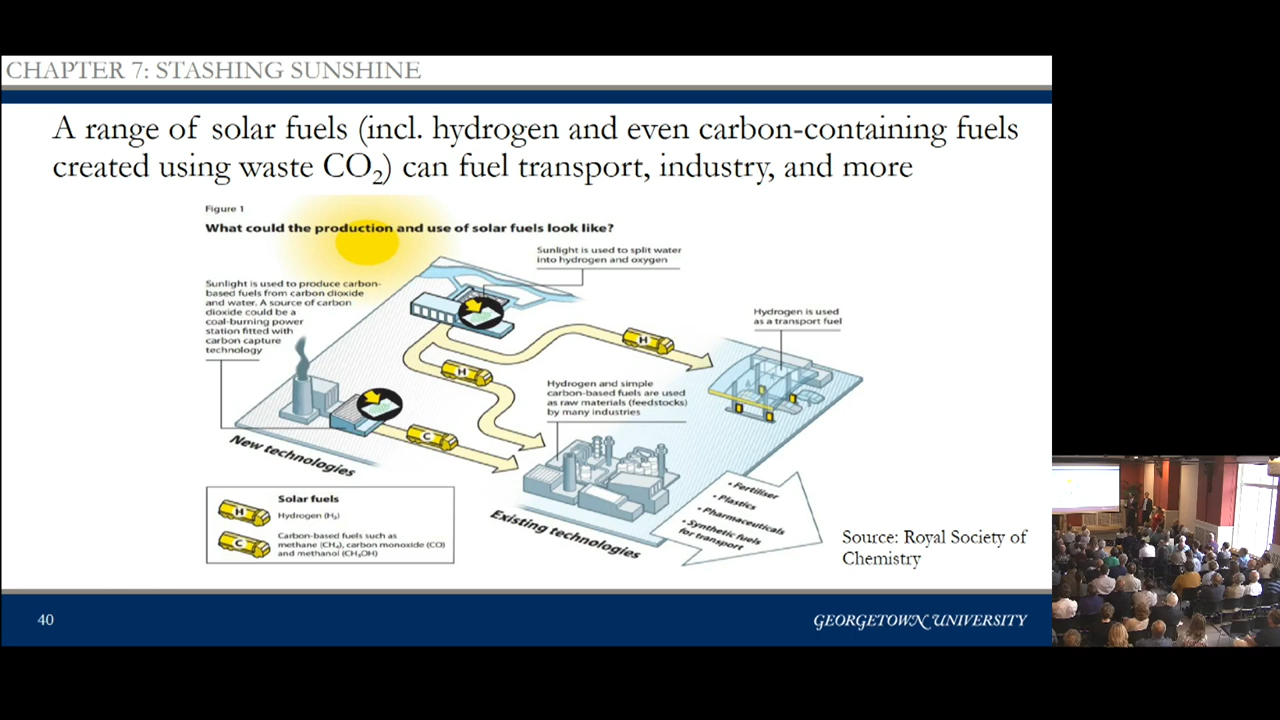 CHAPTER 7: STASHING SUNSHINE
A range of solar fuels (incl. hydrogen and even carbon-containing fuels
created using waste CO₂) can fuel transport, industry, and more
Figure 1
What could the production and use of solar fuels look like?
Sunlight is used to split water
into hydrogen and oxygen
Sunlight is used to produce carbon-
based fuels from carbon dioxide
and water. A source of carbon
dioxide could be a
coal-burning power
station fitted with
carbon capture
technology
Hydrogen is used
as a transport fuel
H
H
Hydrogen and simple
carbon-based fuels are used
as raw materials (feedstocks)
by many industries
C
New technologies
Existing technologies
• Fertiliser
• Plastics
• Pharmaceuticals
• Synthetic fuels
for transport
Solar fuels
H
Hydrogen (H₂)
C
Carbon-based fuels such as
methane (CH₄), carbon monoxide (CO)
and methanol (CH₃OH)
Source: Royal Society of
Chemistry
40
GEORGETOWN UNIVERSITY